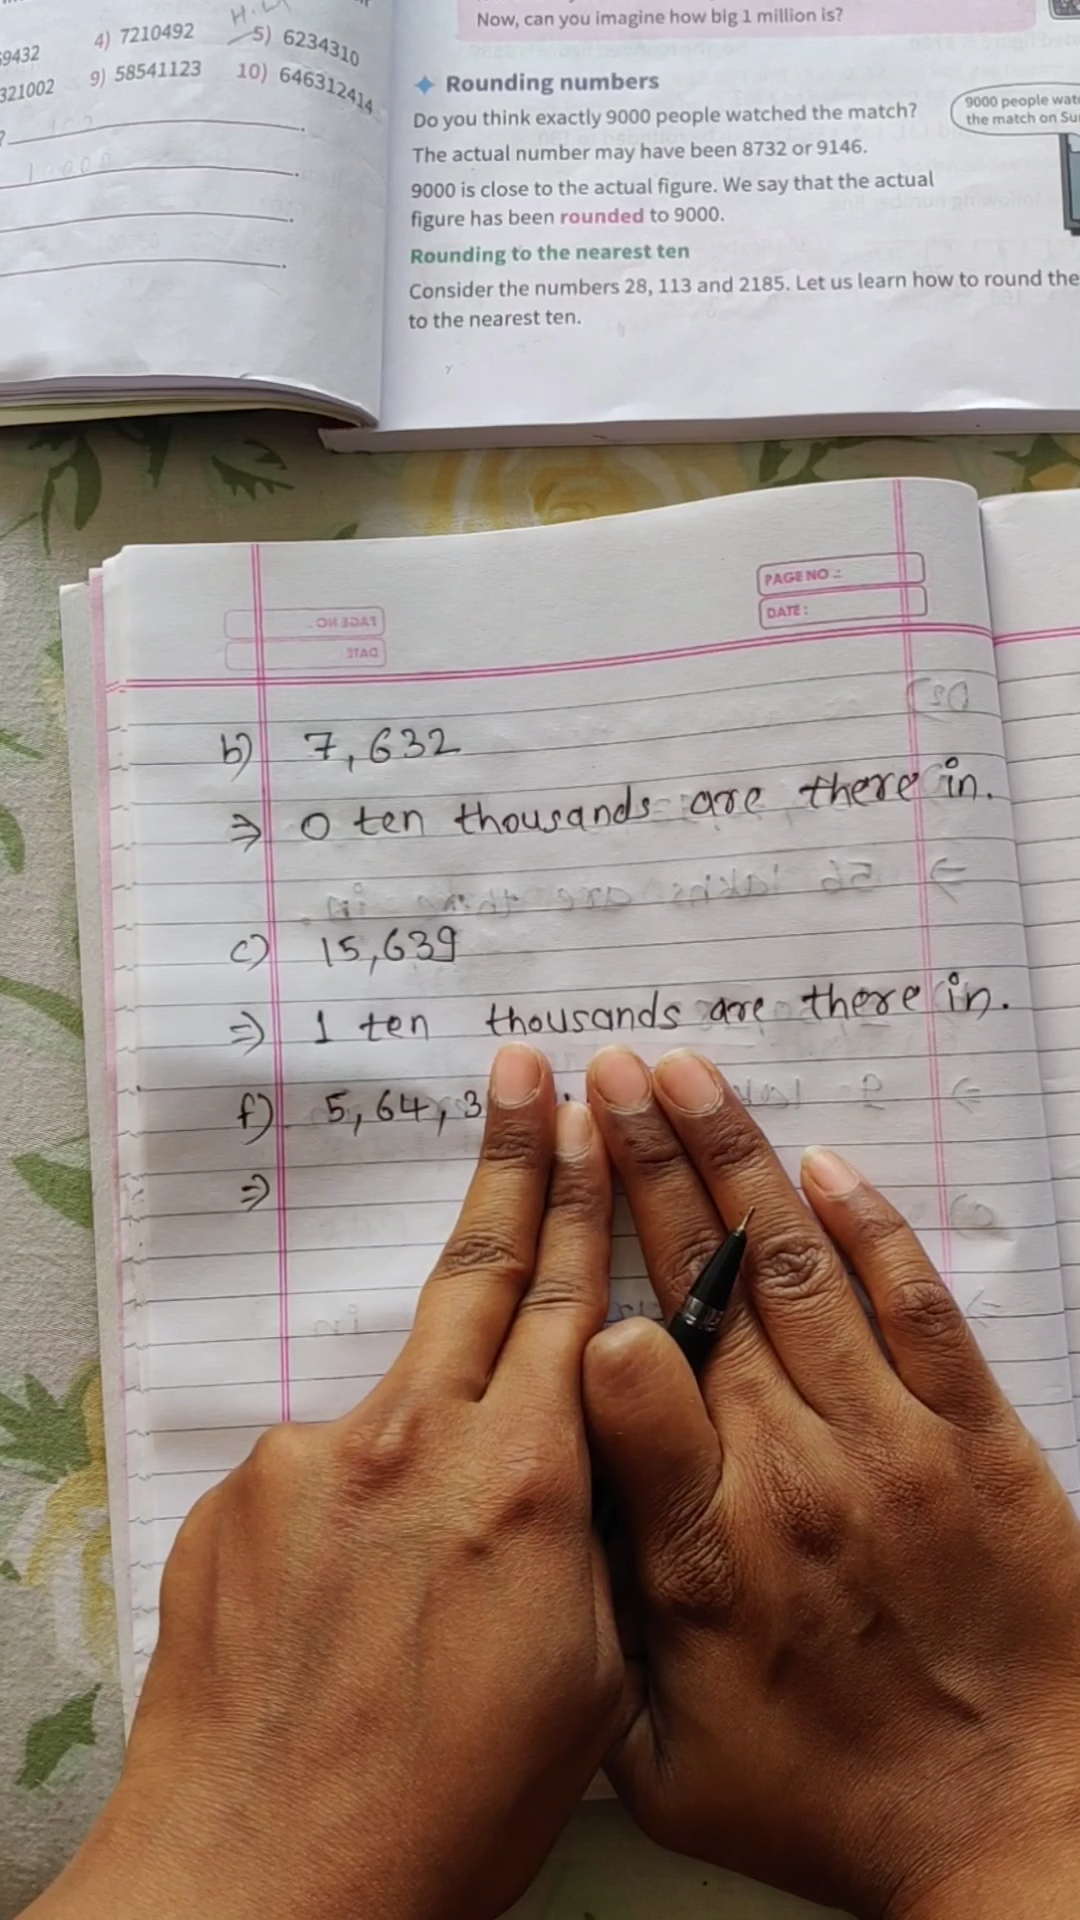 4) 7210492
5) 6234310
9432
9) 58541123
10) 646312414
321002
Now, can you imagine how big 1 million is?
Rounding numbers
Do you think exactly 9000 people watched the match?
The actual number may have been 8732 or 9146.
9000 is close to the actual figure. We say that the actual
figure has been rounded to 9000.
Rounding to the nearest ten
Consider the numbers 28, 113 and 2185. Let us learn how to round the
to the nearest ten.
9000 people
the match on
PAGE NO.:
DATE:
b) 7,632
⇒ 0 ten thousands are there in.
c) 15,639
⇒ 1 ten thousands are there in.
f) 5,64,3
⇒